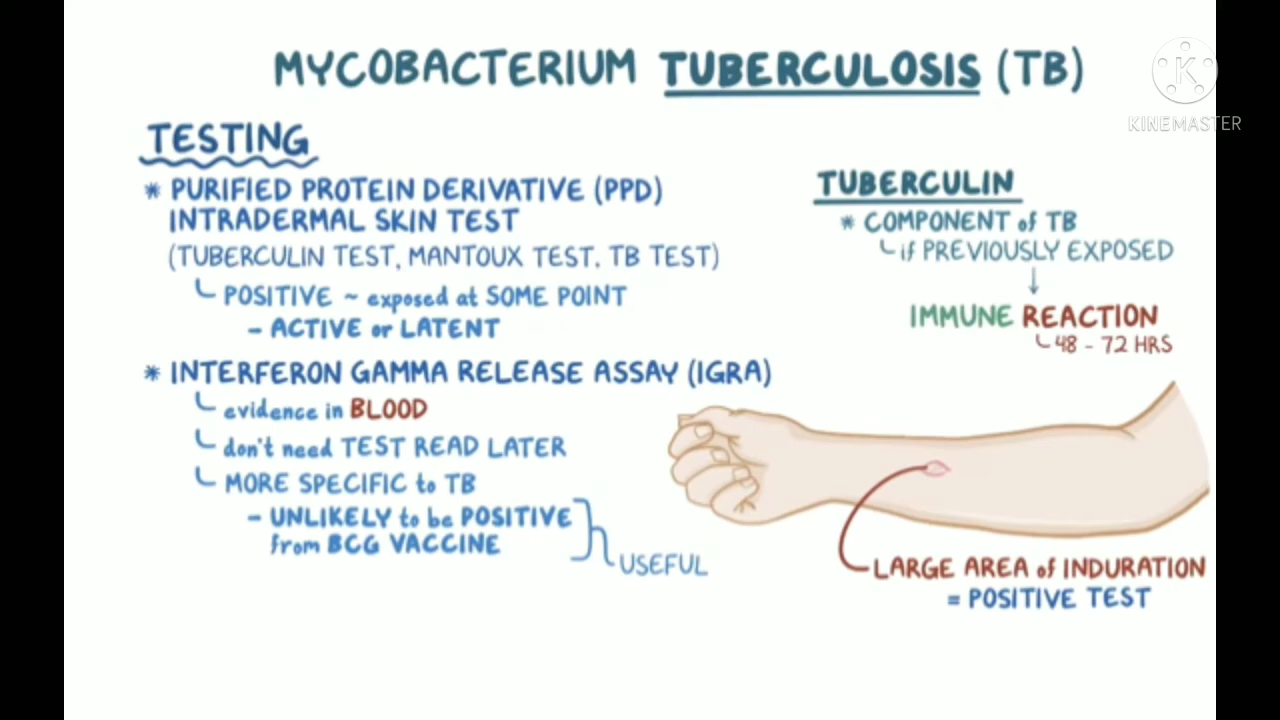 MYCOBACTERIUM TUBERCULOSIS (TB)
K
KINEMASTER
TESTING
* PURIFIED PROTEIN DERIVATIVE (PPD)
INTRADERMAL SKIN TEST
(TUBERCULIN TEST, MANTOUX TEST, TB TEST)
POSITIVE ~ exposed at SOME POINT
- ACTIVE or LATENT
* INTERFERON GAMMA RELEASE ASSAY (IGRA)
evidence in BLOOD
don't need TEST READ LATER
MORE SPECIFIC to TB
- UNLIKELY to be POSITIVE
from BCG VACCINE
USEFUL
TUBERCULIN
* COMPONENT of TB
if PREVIOUSLY EXPOSED
↓
IMMUNE REACTION
48 - 72 HRS
LARGE AREA of INDURATION
= POSITIVE TEST